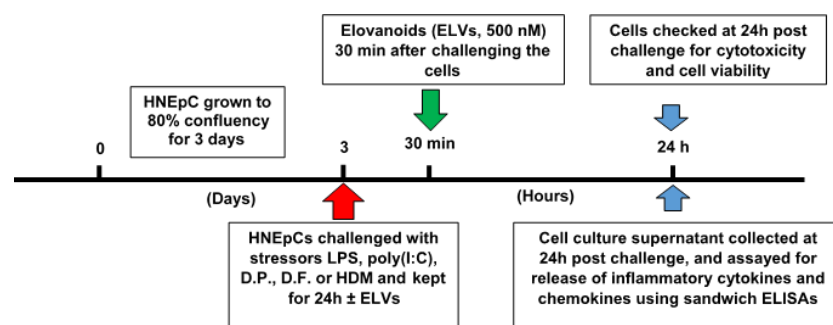 Elovanoids (ELVs, 500 nM)
30 min after challenging the
cells
Cells checked at 24h post
challenge for cytotoxicity
and cell viability
HNEpC grown to
80% confluency
for 3 days
0
3
30 min
24 h
(Days)
(Hours)
HNEpCs challenged with
stressors LPS, poly(I:C),
D.P., D.F. or HDM and kept
for 24h ± ELVs
Cell culture supernatant collected at
24h post challenge, and assayed for
release of inflammatory cytokines and
chemokines using sandwich ELISAs